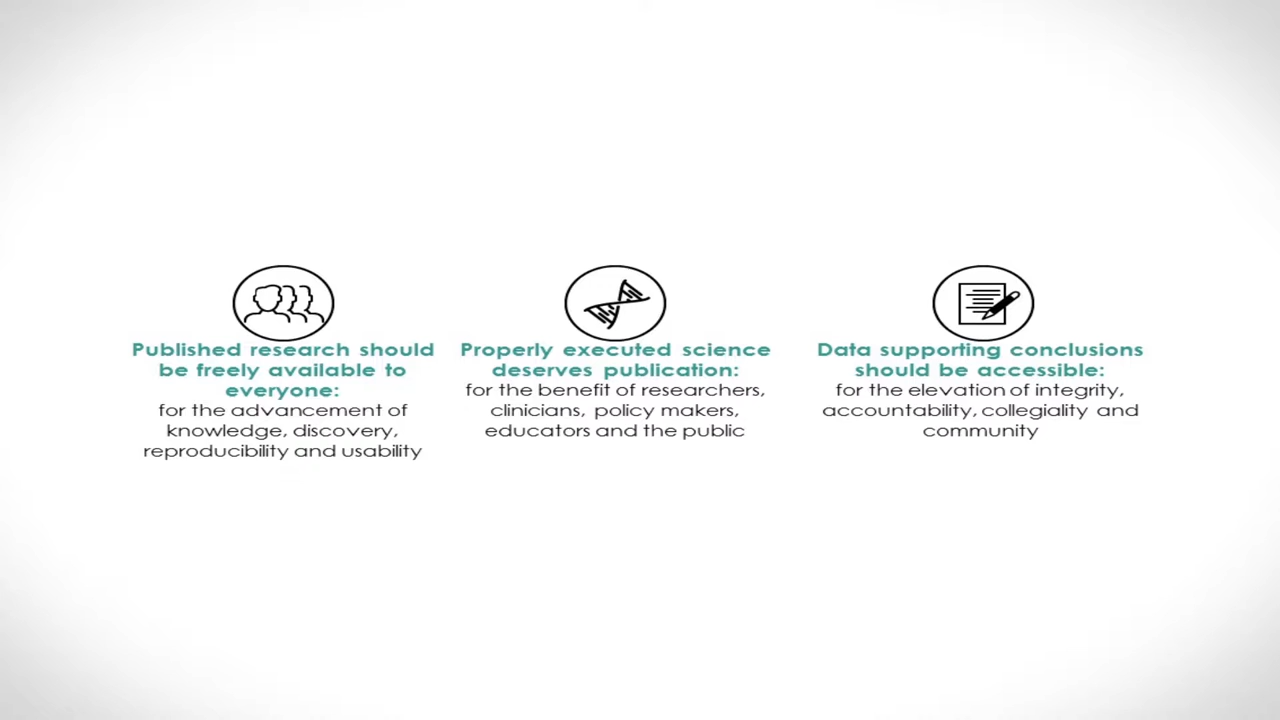 Published research should
be freely available to
everyone:
for the advancement of
knowledge, discovery,
reproducibility and usability
Properly executed science
deserves publication:
for the benefit of researchers,
clinicians, policy makers,
educators and the public
Data supporting conclusions
should be accessible:
for the elevation of integrity,
accountability, collegiality and
community